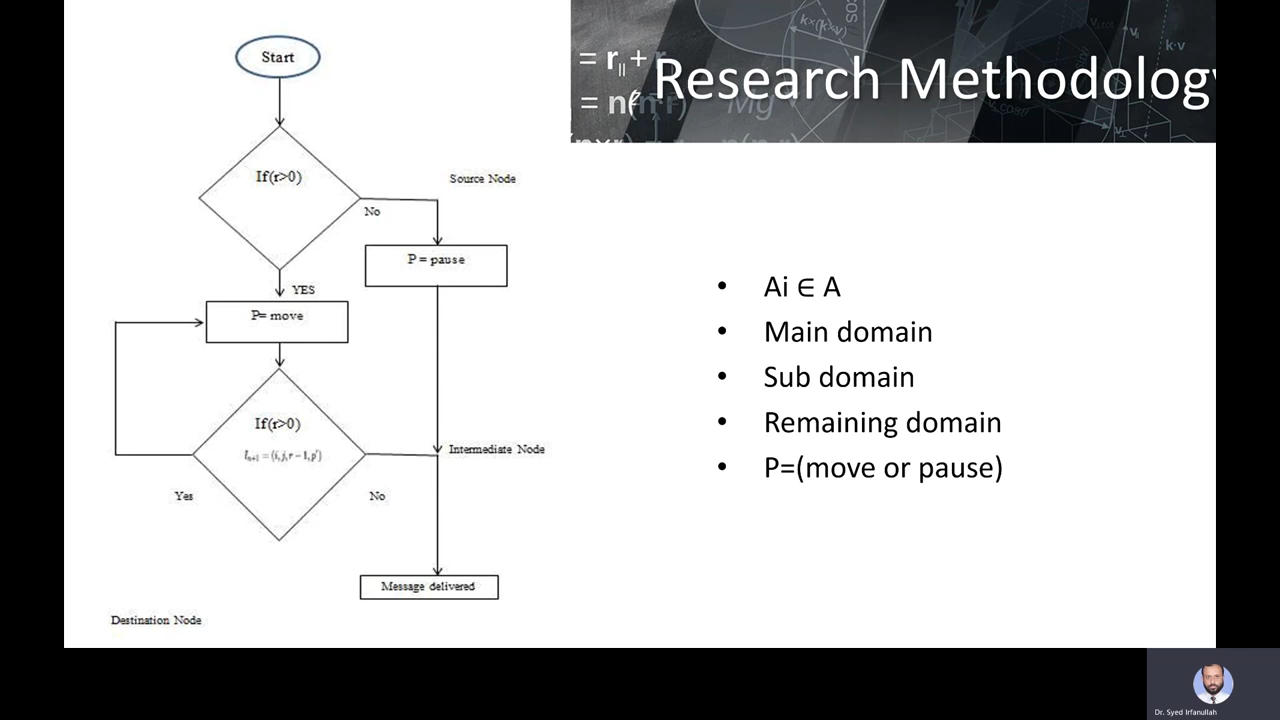 Start
If(r>0)
Source Node
No
P = pause
YES
P= move
If(r>0)
Intermediate Node
Yes
No
Message delivered
Destination Node
Research Methodology
Ai ∈ A
Main domain
Sub domain
Remaining domain
P=(move or pause)
Dr. Syed Irfanullah